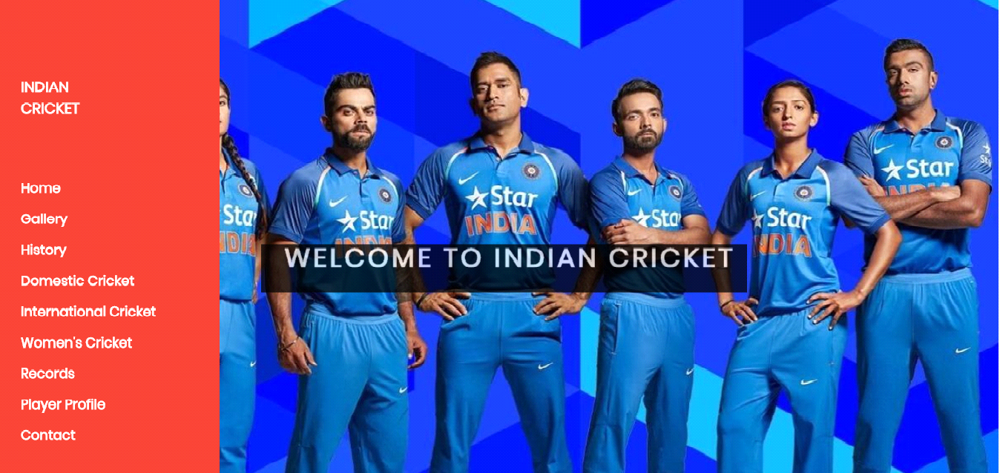 INDIAN
CRICKET
Home
Gallery
History
Domestic Cricket
International Cricket
Women's Cricket
Records
Player Profile
Contact
Star
INDIA
Star
INDIA
Star
INDIA
Star
Star
INDIA
Star
INDIA
WELCOME TO INDIAN CRICKET